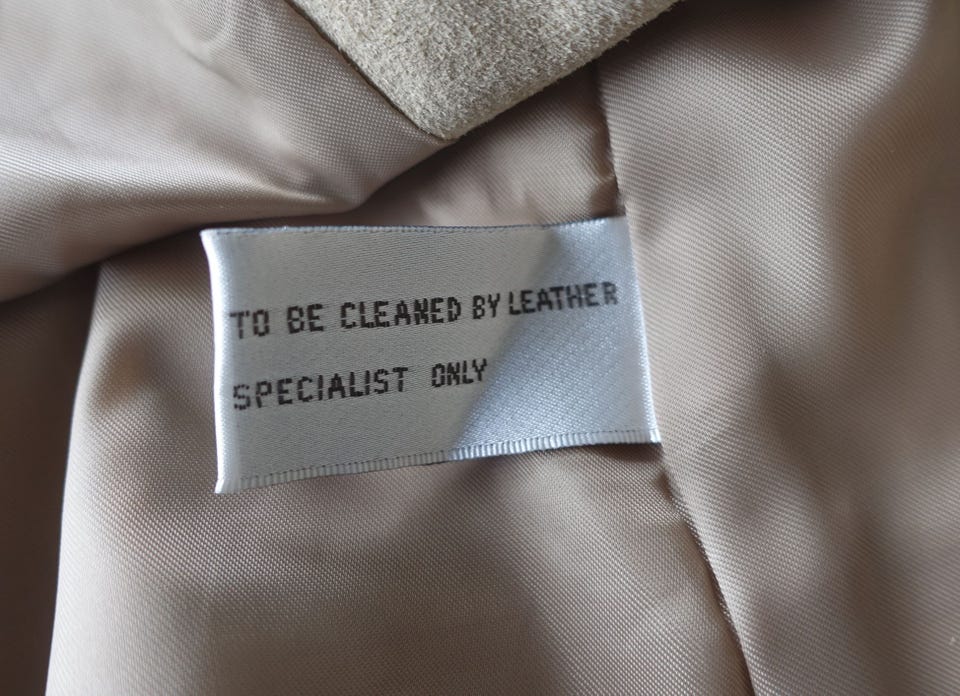 TO BE CLEANED BY LEATHER
SPECIALIST ONLY